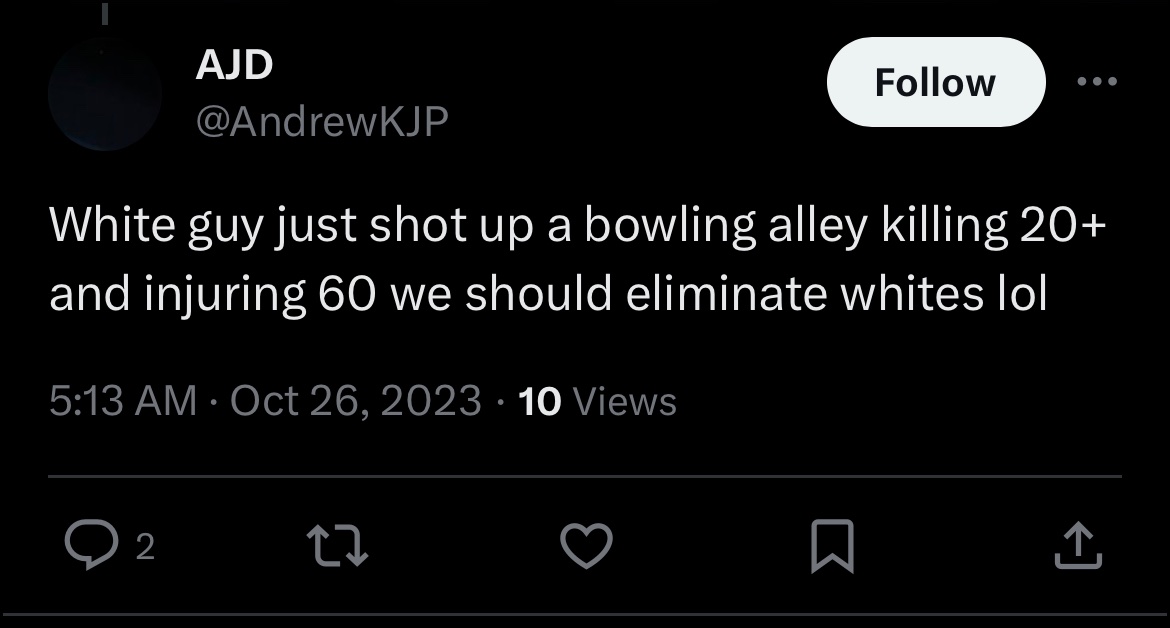 AJD
Follow
@AndrewKJP
White guy just shot up a bowling alley killing 20+
and injuring 60 we should eliminate whites lol
5:13 AM · Oct 26, 2023 · 10 Views
2